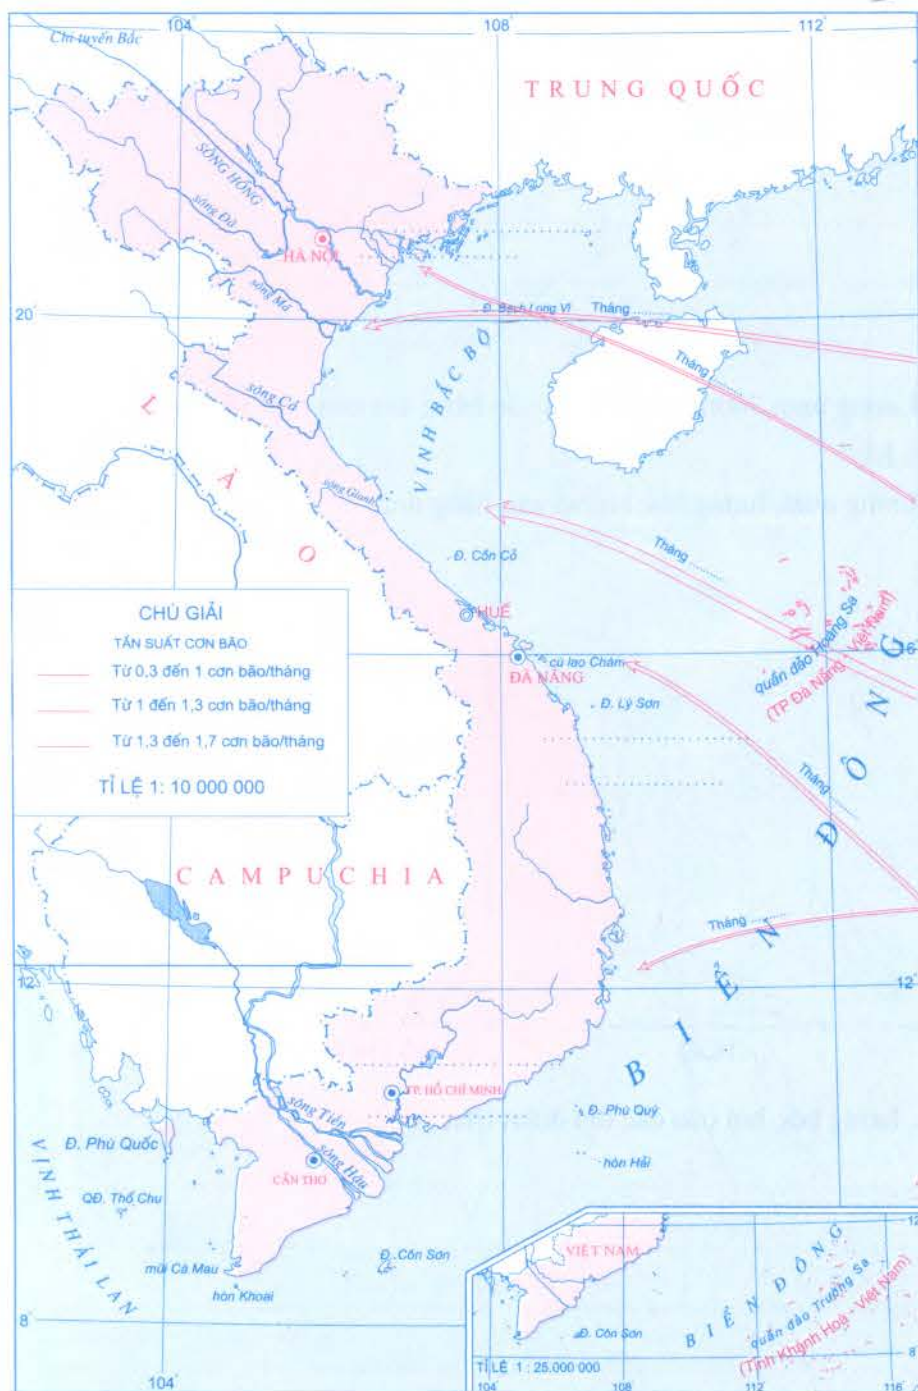 104°
108°
112°
Chí tuyến Bắc
TRUNG QUỐC
SÔNG HỒNG
sông Đà
HÀ NỘI
sông Mã
20°
Đ. Bạch Long Vĩ
Tháng ..........
Tháng ..........
VỊNH BẮC BỘ
sông Cả
LÀO
sông Gianh
Tháng ..........
Đ. Cồn Cỏ
HUẾ
quần đảo Hoàng Sa
(TP Đà Nẵng - Việt Nam)
16°
cù lao Chàm
ĐÀ NẴNG
Đ. Lý Sơn
CHÚ GIẢI
TẦN SUẤT CƠN BÃO
Từ 0,3 đến 1 cơn bão/tháng
Từ 1 đến 1,3 cơn bão/tháng
Từ 1,3 đến 1,7 cơn bão/tháng
TỈ LỆ 1: 10 000 000
Tháng ..........
BIỂN ĐÔNG
CAMPUCHIA
Tháng ..........
12°
12°
TP. HỒ CHÍ MINH
sông Tiền
Đ. Phú Quý
Đ. Phú Quốc
sông Hậu
hòn Hải
CẦN THƠ
QĐ. Thổ Chu
VỊNH THÁI LAN
Đ. Côn Sơn
mũi Cà Mau
hòn Khoai
8°
104°
VIỆT NAM
12°
BIỂN ĐÔNG
quần đảo Trường Sa
(Tỉnh Khánh Hoà - Việt Nam)
Đ. Côn Sơn
8°
TỈ LỆ 1 : 25.000.000
104°
108°
112°
116°